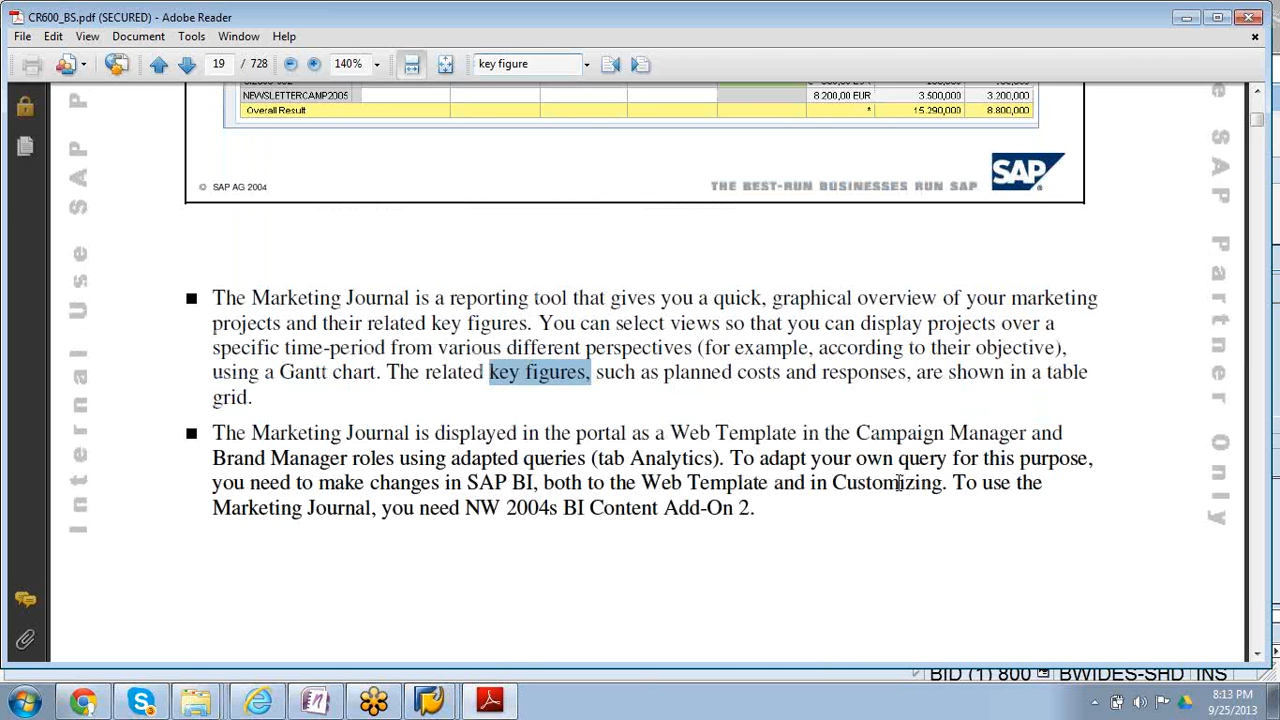 CR600_BS.pdf (SECURED) - Adobe Reader
File Edit View Document Tools Window Help
19 / 728 140% key figure
NEWSLETTERCAMP2005 8.200,00 EUR 3.500,000 3.200,000
Overall Result * 15.290,000 8.800,000
© SAP AG 2004 THE BEST-RUN BUSINESSES RUN SAP SAP
■ The Marketing Journal is a reporting tool that gives you a quick, graphical overview of your marketing
projects and their related key figures. You can select views so that you can display projects over a
specific time-period from various different perspectives (for example, according to their objective),
using a Gantt chart. The related key figures, such as planned costs and responses, are shown in a table
grid.
■ The Marketing Journal is displayed in the portal as a Web Template in the Campaign Manager and
Brand Manager roles using adapted queries (tab Analytics). To adapt your own query for this purpose,
you need to make changes in SAP BI, both to the Web Template and in Customizing. To use the
Marketing Journal, you need NW 2004s BI Content Add-On 2.
Internal Use SAP P
e SAP Partner Only
BID (1) 800 BWIDES-SHD INS
8:13 PM
9/25/2013